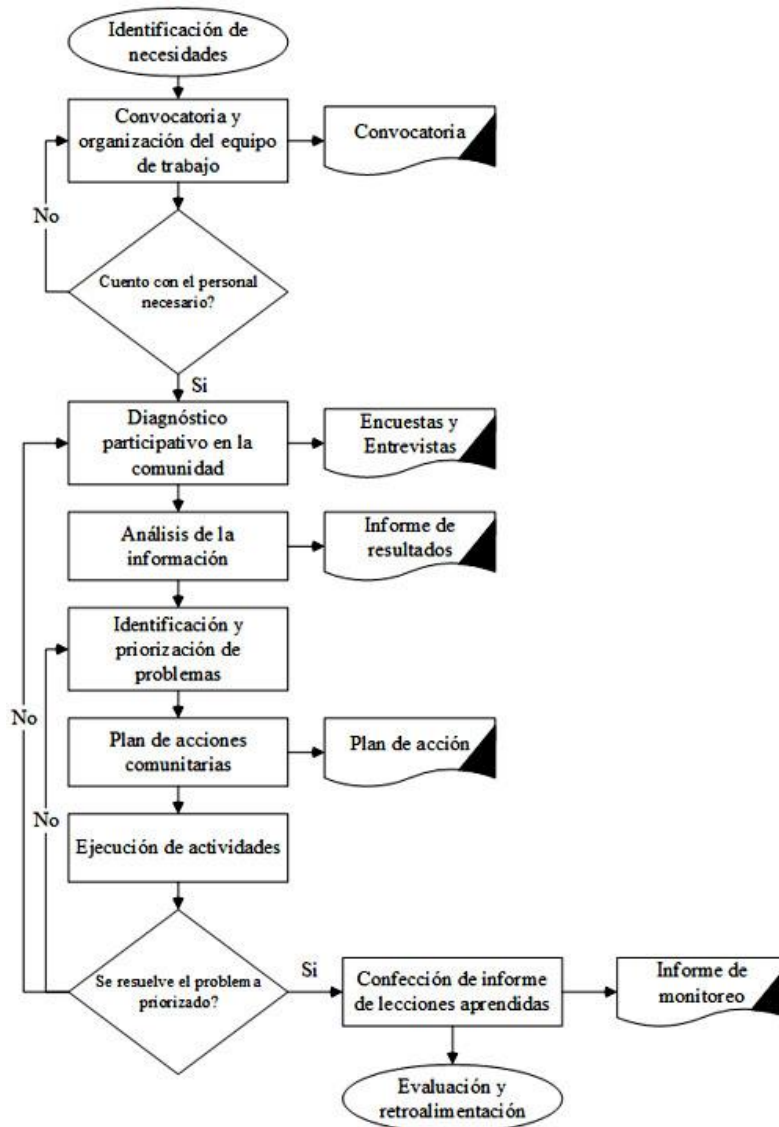 Identificación de
necesidades
Convocatoria y
organización del equipo
de trabajo
Convocatoria
No
Cuento con el personal
necesario?
Si
Diagnóstico
participativo en la
comunidad
Encuestas y
Entrevistas
Análisis de la
información
Informe de
resultados
Identificación y
priorización de
problemas
No
Plan de acciones
comunitarias
Plan de acción
No
Ejecución de actividades
Se resuelve el problema
priorizado?
Si
Confección de informe
de lecciones aprendidas
Informe de
monitoreo
Evaluación y
retroalimentación